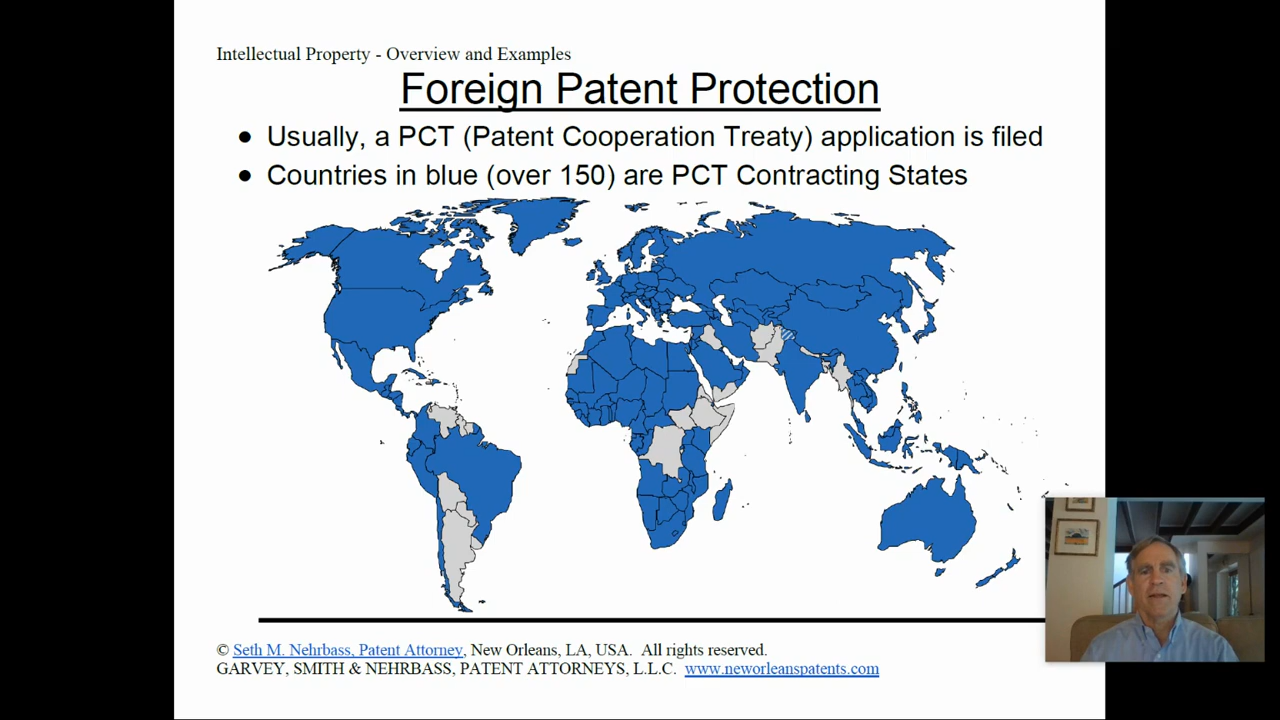 Intellectual Property - Overview and Examples
Foreign Patent Protection
● Usually, a PCT (Patent Cooperation Treaty) application is filed
● Countries in blue (over 150) are PCT Contracting States
© Seth M. Nehrbass, Patent Attorney, New Orleans, LA, USA.  All rights reserved.
GARVEY, SMITH & NEHRBASS, PATENT ATTORNEYS, L.L.C.  www.neworleanspatents.com